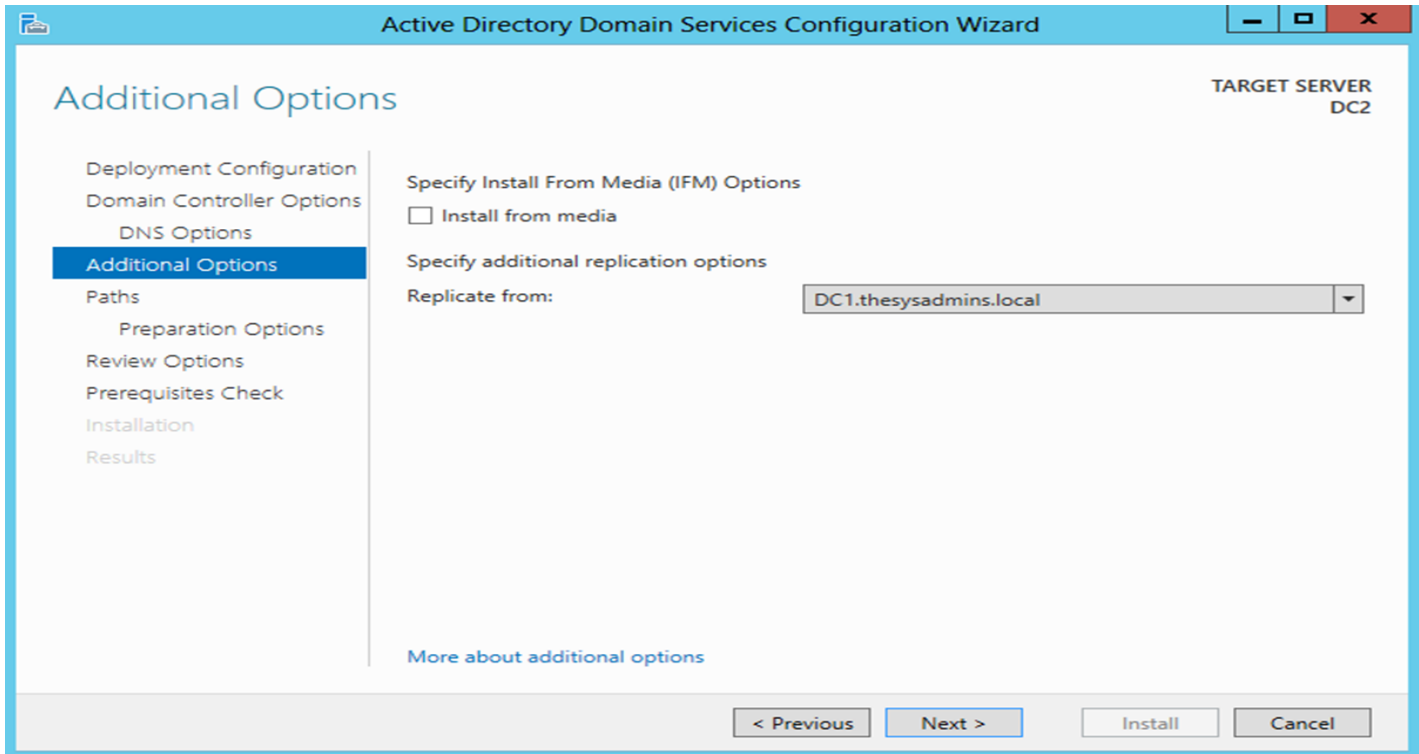 Active Directory Domain Services Configuration Wizard
Additional Options
TARGET SERVER
DC2
Deployment Configuration
Domain Controller Options
DNS Options
Additional Options
Paths
Preparation Options
Review Options
Prerequisites Check
Installation
Results
Specify Install From Media (IFM) Options
Install from media
Specify additional replication options
Replicate from: DC1.thesysadmins.local
More about additional options
< Previous Next > Install Cancel